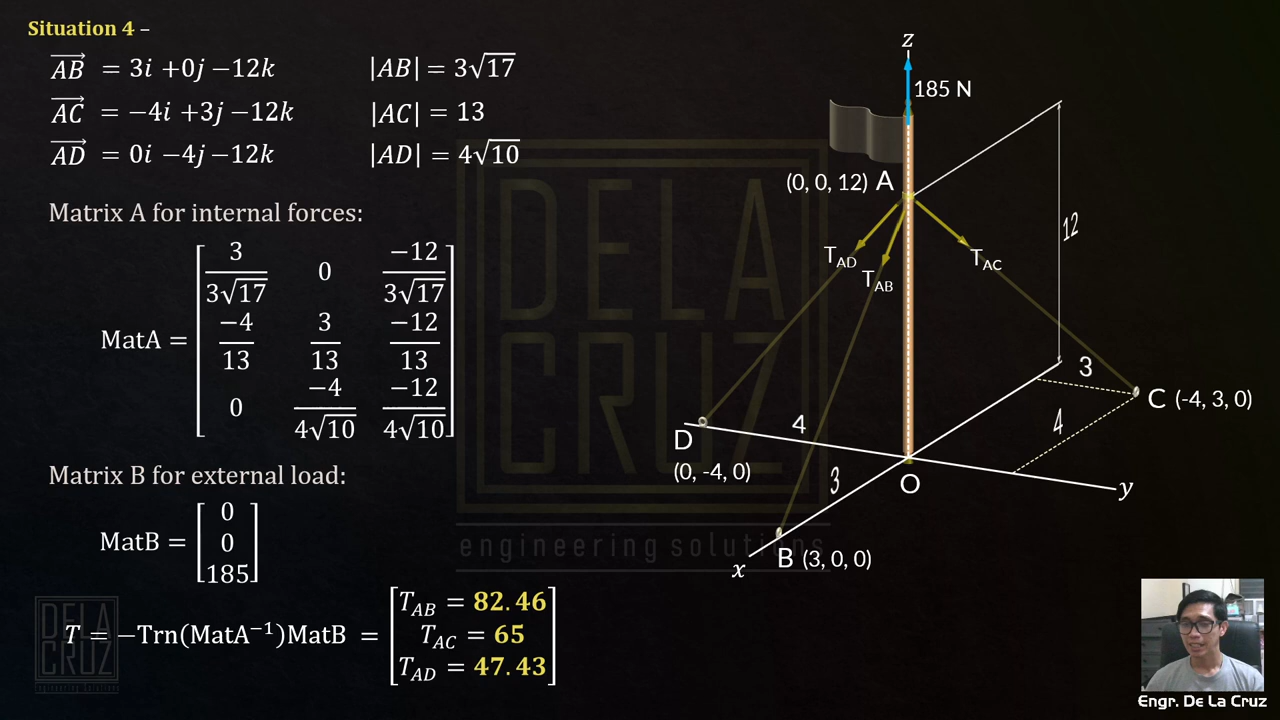 Situation 4 –
AB = 3i +0j −12k |AB| = 3√17
AC = −4i +3j −12k |AC| = 13
AD = 0i −4j −12k |AD| = 4√10
Matrix A for internal forces:
MatA = [ 3/3√17 0 −12/3√17
−4/13 3/13 −12/13
0 −4/4√10 −12/4√10 ]
Matrix B for external load:
MatB = [ 0
0
185 ]
T = −Trn(MatA⁻¹)MatB = [ T_AB = 82.46
T_AC = 65
T_AD = 47.43 ]
z
185 N
(0, 0, 12) A
12
T_AD
T_AB
T_AC
3
C (-4, 3, 0)
4
D
4
(0, -4, 0)
3
O
y
B (3, 0, 0)
x
DELA
CRUZ
engineering solutions
DELA
CRUZ
Engineering Solutions
Engr. De La Cruz